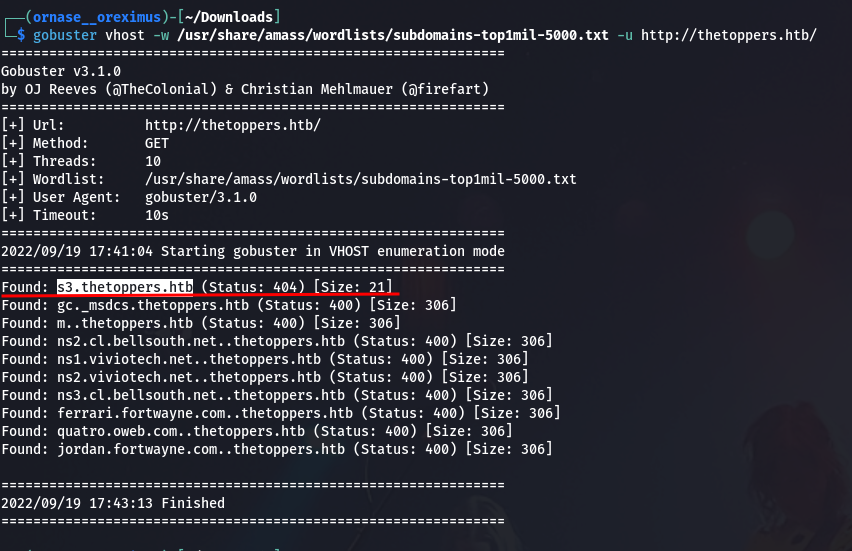 ┌──(ornase__oreximus)-[~/Downloads]
└─$ gobuster vhost -w /usr/share/amass/wordlists/subdomains-top1mil-5000.txt -u http://thetoppers.htb/
===============================================================
Gobuster v3.1.0
by OJ Reeves (@TheColonial) & Christian Mehlmauer (@firefart)
===============================================================
[+] Url:          http://thetoppers.htb/
[+] Method:       GET
[+] Threads:      10
[+] Wordlist:     /usr/share/amass/wordlists/subdomains-top1mil-5000.txt
[+] User Agent:   gobuster/3.1.0
[+] Timeout:      10s
===============================================================
2022/09/19 17:41:04 Starting gobuster in VHOST enumeration mode
===============================================================
Found: s3.thetoppers.htb (Status: 404) [Size: 21]
Found: gc._msdcs.thetoppers.htb (Status: 400) [Size: 306]
Found: m..thetoppers.htb (Status: 400) [Size: 306]
Found: ns2.cl.bellsouth.net..thetoppers.htb (Status: 400) [Size: 306]
Found: ns1.viviotech.net..thetoppers.htb (Status: 400) [Size: 306]
Found: ns2.viviotech.net..thetoppers.htb (Status: 400) [Size: 306]
Found: ns3.cl.bellsouth.net..thetoppers.htb (Status: 400) [Size: 306]
Found: ferrari.fortwayne.com..thetoppers.htb (Status: 400) [Size: 306]
Found: quatro.oweb.com..thetoppers.htb (Status: 400) [Size: 306]
Found: jordan.fortwayne.com..thetoppers.htb (Status: 400) [Size: 306]
===============================================================
2022/09/19 17:43:13 Finished
===============================================================